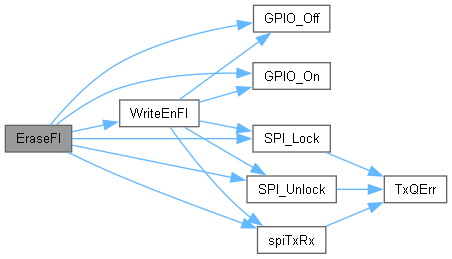 GPIO_Off
GPIO_On
WriteEnFl
EraseFl
SPI_Lock
SPI_Unlock
TxQErr
spiTxRx